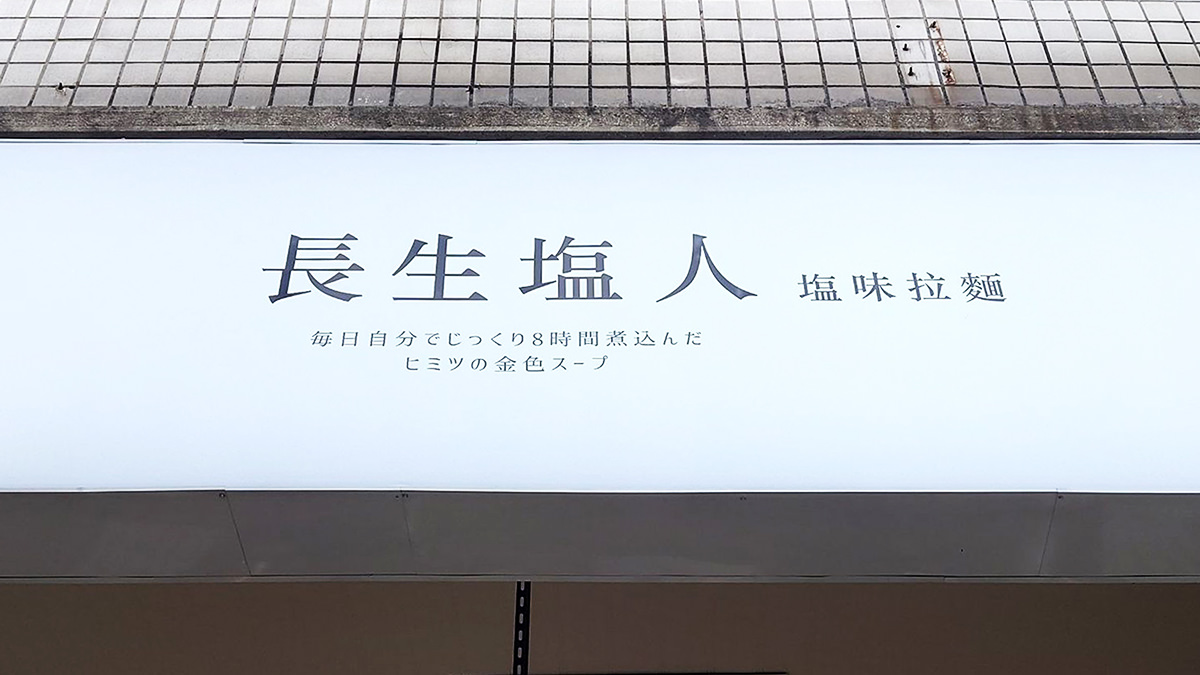 長生塩人 塩味拉麵
毎日自分でじっくり8時間煮込んだ
ヒミツの金色スープ